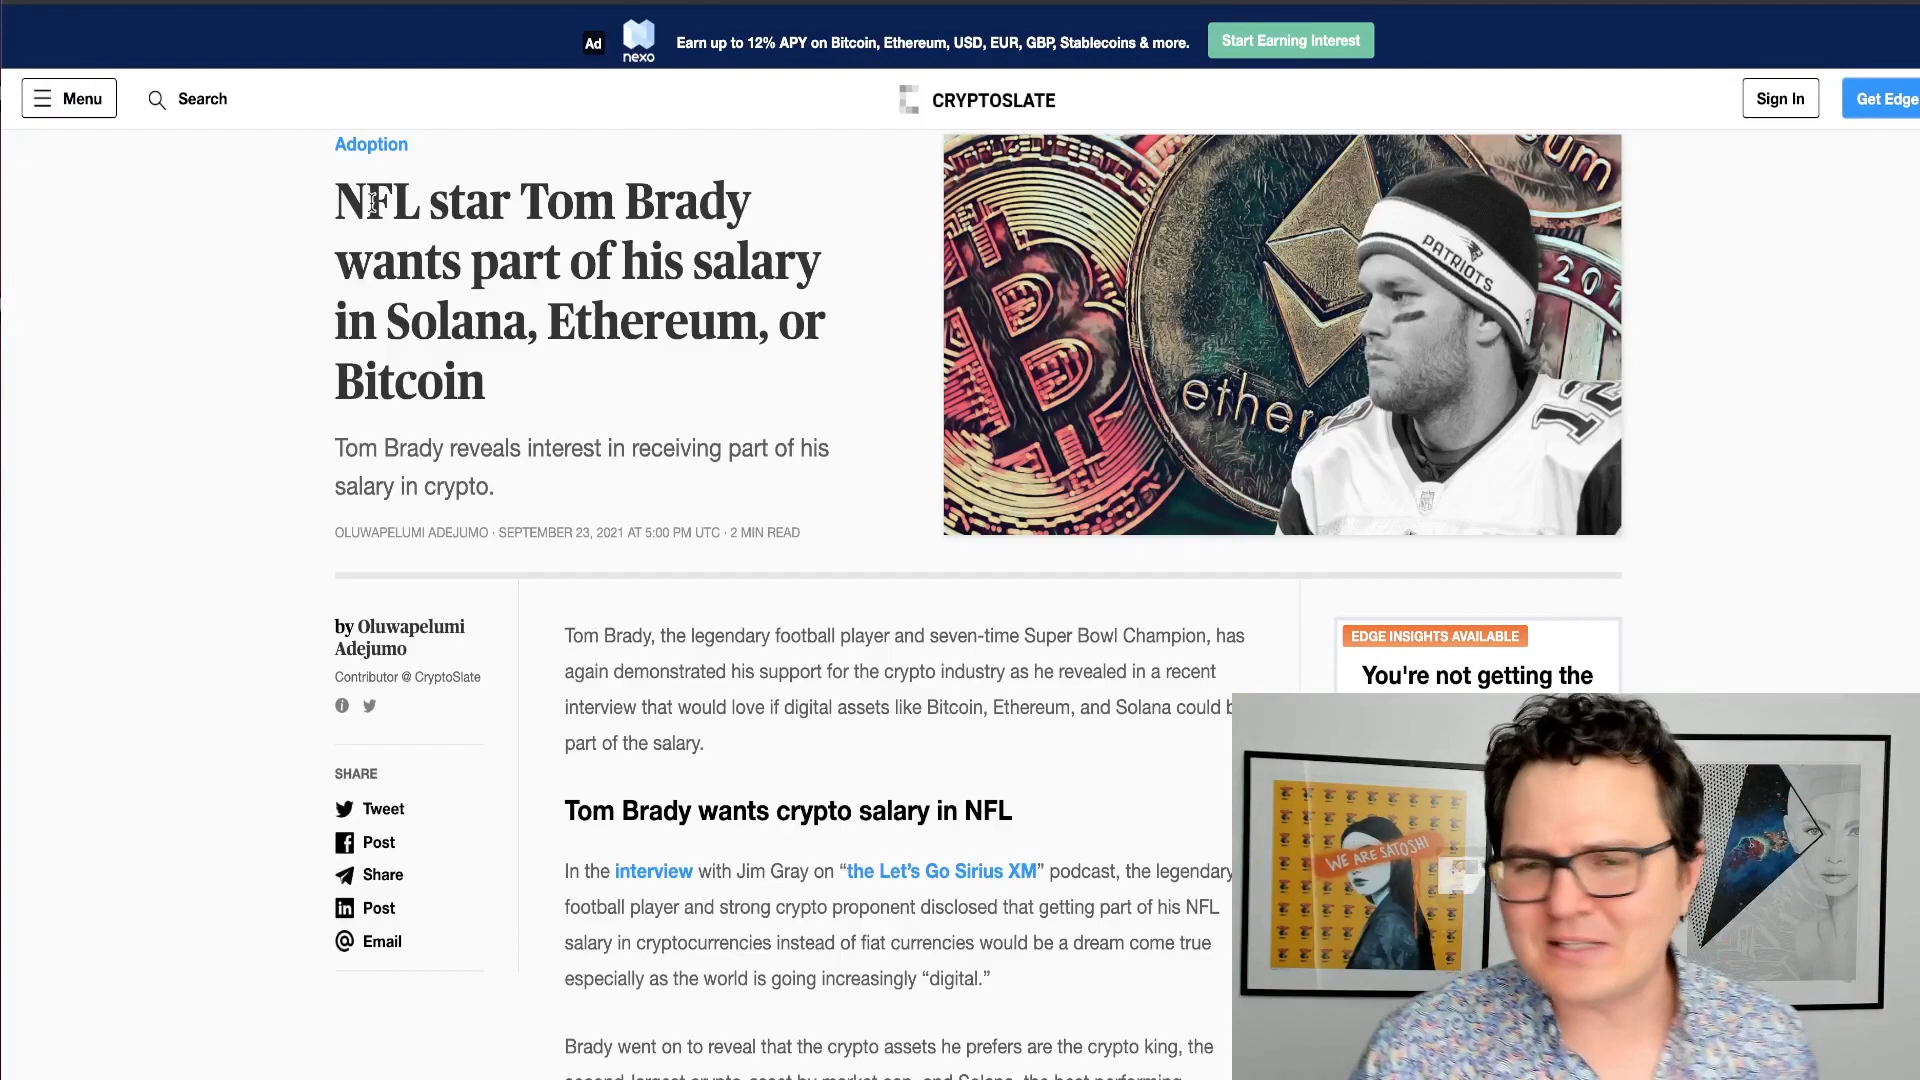 Ad
nexo
Earn up to 12% APY on Bitcoin, Ethereum, USD, EUR, GBP, Stablecoins & more.
Start Earning Interest
Menu
Search
CRYPTOSLATE
Sign In
Get Edge
Adoption
NFL star Tom Brady
wants part of his salary
in Solana, Ethereum, or
Bitcoin
Tom Brady reveals interest in receiving part of his
salary in crypto.
OLUWAPELUMI ADEJUMO · SEPTEMBER 23, 2021 AT 5:00 PM UTC · 2 MIN READ
PATRIOTS
12
by Oluwapelumi
Adejumo
Contributor @ CryptoSlate
SHARE
Tweet
Post
Share
Post
Email
Tom Brady, the legendary football player and seven-time Super Bowl Champion, has
again demonstrated his support for the crypto industry as he revealed in a recent
interview that would love if digital assets like Bitcoin, Ethereum, and Solana could
part of the salary.
Tom Brady wants crypto salary in NFL
In the interview with Jim Gray on “the Let’s Go Sirius XM” podcast, the legendary
football player and strong crypto proponent disclosed that getting part of his NFL
salary in cryptocurrencies instead of fiat currencies would be a dream come true
especially as the world is going increasingly “digital.”
Brady went on to reveal that the crypto assets he prefers are the crypto king, the
EDGE INSIGHTS AVAILABLE
You're not getting the
WE ARE SATOSHI